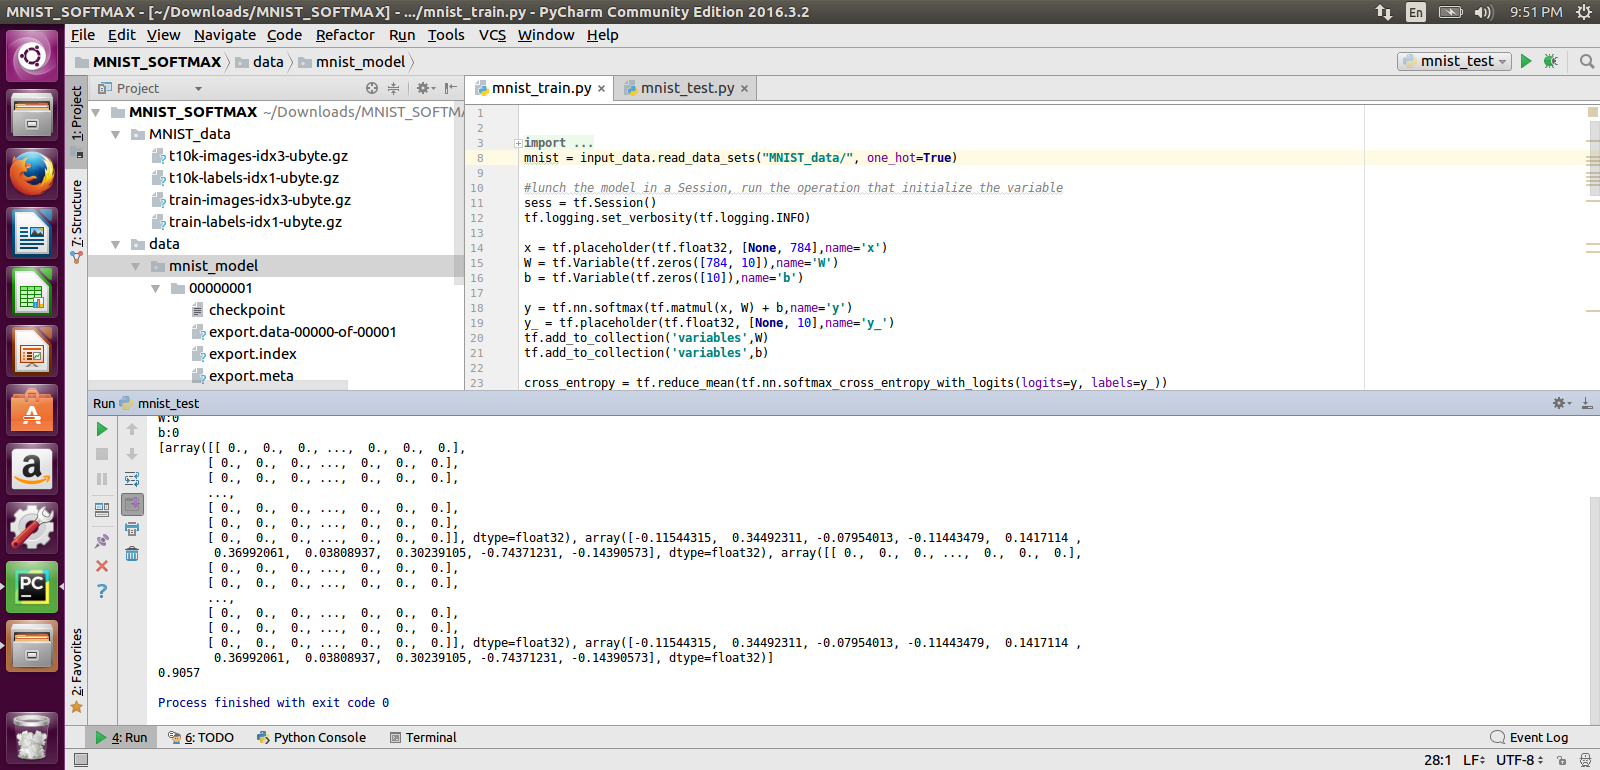 MNIST_SOFTMAX - [~/Downloads/MNIST_SOFTMAX] - .../mnist_train.py - PyCharm Community Edition 2016.3.2
En
9:51 PM
File Edit View Navigate Code Refactor Run Tools VCS Window Help
MNIST_SOFTMAX data mnist_model
mnist_test
1: Project
7: Structure
2: Favorites
Project
MNIST_SOFTMAX ~/Downloads/MNIST_SOFTMA
MNIST_data
t10k-images-idx3-ubyte.gz
t10k-labels-idx1-ubyte.gz
train-images-idx3-ubyte.gz
train-labels-idx1-ubyte.gz
data
mnist_model
00000001
checkpoint
export.data-00000-of-00001
export.index
export.meta
mnist_train.py × mnist_test.py ×
1
2
3 import ...
8 mnist = input_data.read_data_sets("MNIST_data/", one_hot=True)
9
10 #lunch the model in a Session, run the operation that initialize the variable
11 sess = tf.Session()
12 tf.logging.set_verbosity(tf.logging.INFO)
13
14 x = tf.placeholder(tf.float32, [None, 784],name='x')
15 W = tf.Variable(tf.zeros([784, 10]),name='W')
16 b = tf.Variable(tf.zeros([10]),name='b')
17
18 y = tf.nn.softmax(tf.matmul(x, W) + b,name='y')
19 y_ = tf.placeholder(tf.float32, [None, 10],name='y_')
20 tf.add_to_collection('variables',W)
21 tf.add_to_collection('variables',b)
22
23 cross_entropy = tf.reduce_mean(tf.nn.softmax_cross_entropy_with_logits(logits=y, labels=y_))
Run mnist_test
W:0
b:0
[array([[ 0., 0., 0., ..., 0., 0., 0.],
[ 0., 0., 0., ..., 0., 0., 0.],
[ 0., 0., 0., ..., 0., 0., 0.],
...,
[ 0., 0., 0., ..., 0., 0., 0.],
[ 0., 0., 0., ..., 0., 0., 0.],
[ 0., 0., 0., ..., 0., 0., 0.]], dtype=float32), array([-0.11544315, 0.34492311, -0.07954013, -0.11443479, 0.1417114 ,
0.36992061, 0.03808937, 0.30239105, -0.74371231, -0.14390573], dtype=float32), array([[ 0., 0., 0., ..., 0., 0., 0.],
[ 0., 0., 0., ..., 0., 0., 0.],
[ 0., 0., 0., ..., 0., 0., 0.],
...,
[ 0., 0., 0., ..., 0., 0., 0.],
[ 0., 0., 0., ..., 0., 0., 0.],
[ 0., 0., 0., ..., 0., 0., 0.]], dtype=float32), array([-0.11544315, 0.34492311, -0.07954013, -0.11443479, 0.1417114 ,
0.36992061, 0.03808937, 0.30239105, -0.74371231, -0.14390573], dtype=float32)]
0.9057
Process finished with exit code 0
4: Run 6: TODO Python Console Terminal Event Log
28:1 LF UTF-8